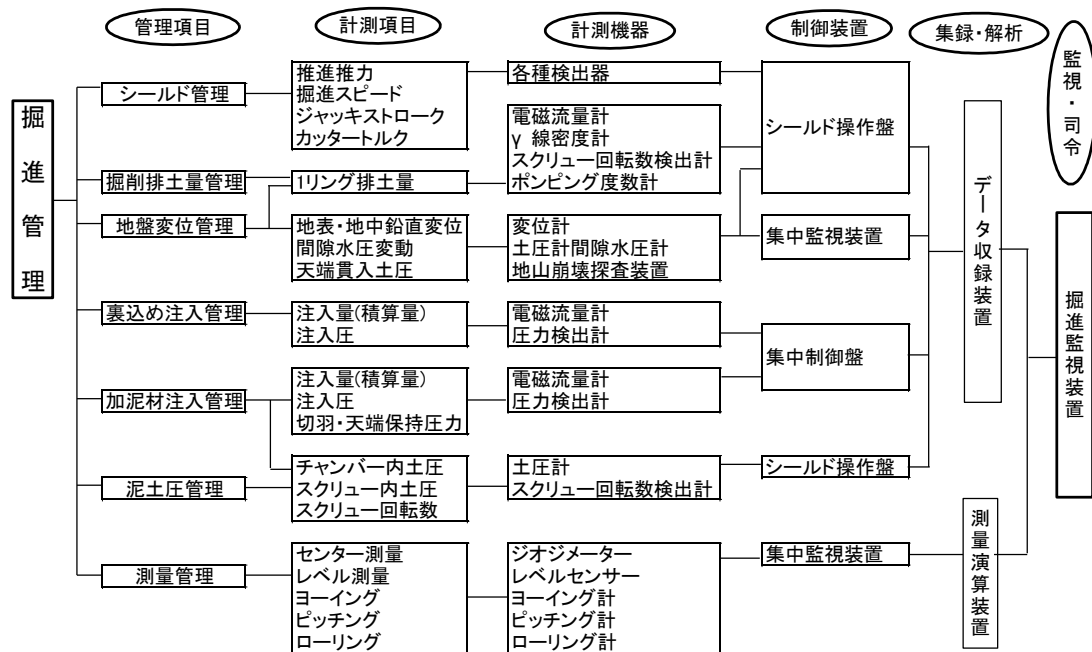 管理項目
計測項目
計測機器
制御装置
集録・解析
監視・司令
掘進管理
シールド管理
推進推力
掘進スピード
ジャッキストローク
カッタートルク
各種検出器
シールド操作盤
掘削排土量管理
1リング排土量
電磁流量計
γ 線密度計
スクリュー回転数検出計
ポンピング度数計
地盤変位管理
地表・地中鉛直変位
間隙水圧変動
天端貫入土圧
変位計
土圧計間隙水圧計
地山崩壊探査装置
集中監視装置
裏込め注入管理
注入量(積算量)
注入圧
電磁流量計
圧力検出計
集中制御盤
加泥材注入管理
注入量(積算量)
注入圧
切羽・天端保持圧力
電磁流量計
圧力検出計
泥土圧管理
チャンバー内土圧
スクリュー内土圧
スクリュー回転数
土圧計
スクリュー回転数検出計
シールド操作盤
測量管理
センター測量
レベル測量
ヨーイング
ピッチング
ローリング
ジオジメーター
レベルセンサー
ヨーイング計
ピッチング計
ローリング計
集中監視装置
データ収録装置
測量演算装置
掘進監視装置